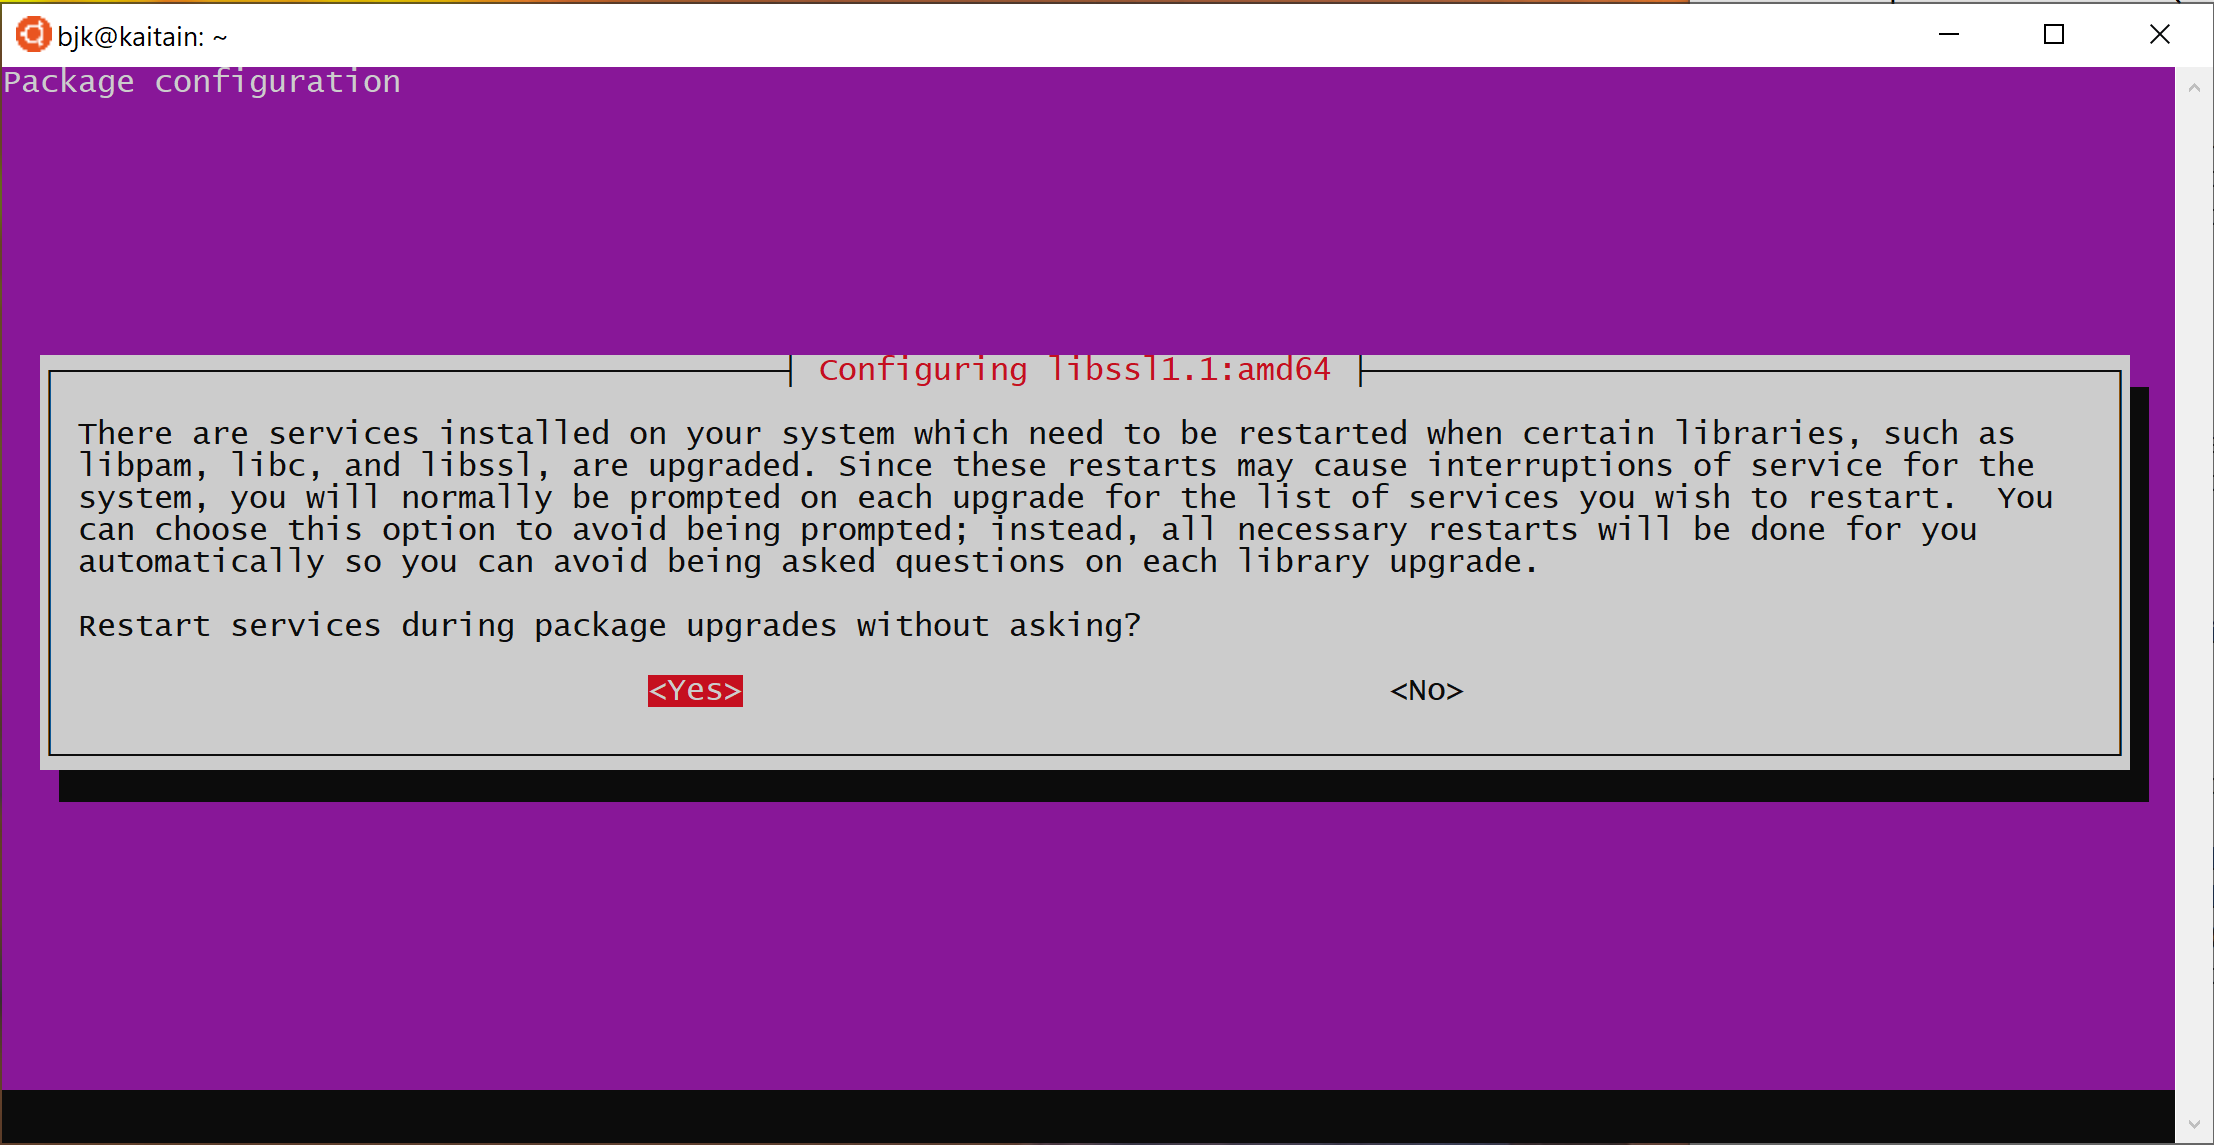 bjk@kaitain: ~
Package configuration
Configuring libssl1.1:amd64
There are services installed on your system which need to be restarted when certain libraries, such as
libpam, libc, and libssl, are upgraded. Since these restarts may cause interruptions of service for the
system, you will normally be prompted on each upgrade for the list of services you wish to restart.  You
can choose this option to avoid being prompted; instead, all necessary restarts will be done for you
automatically so you can avoid being asked questions on each library upgrade.
Restart services during package upgrades without asking?
<Yes> <No>